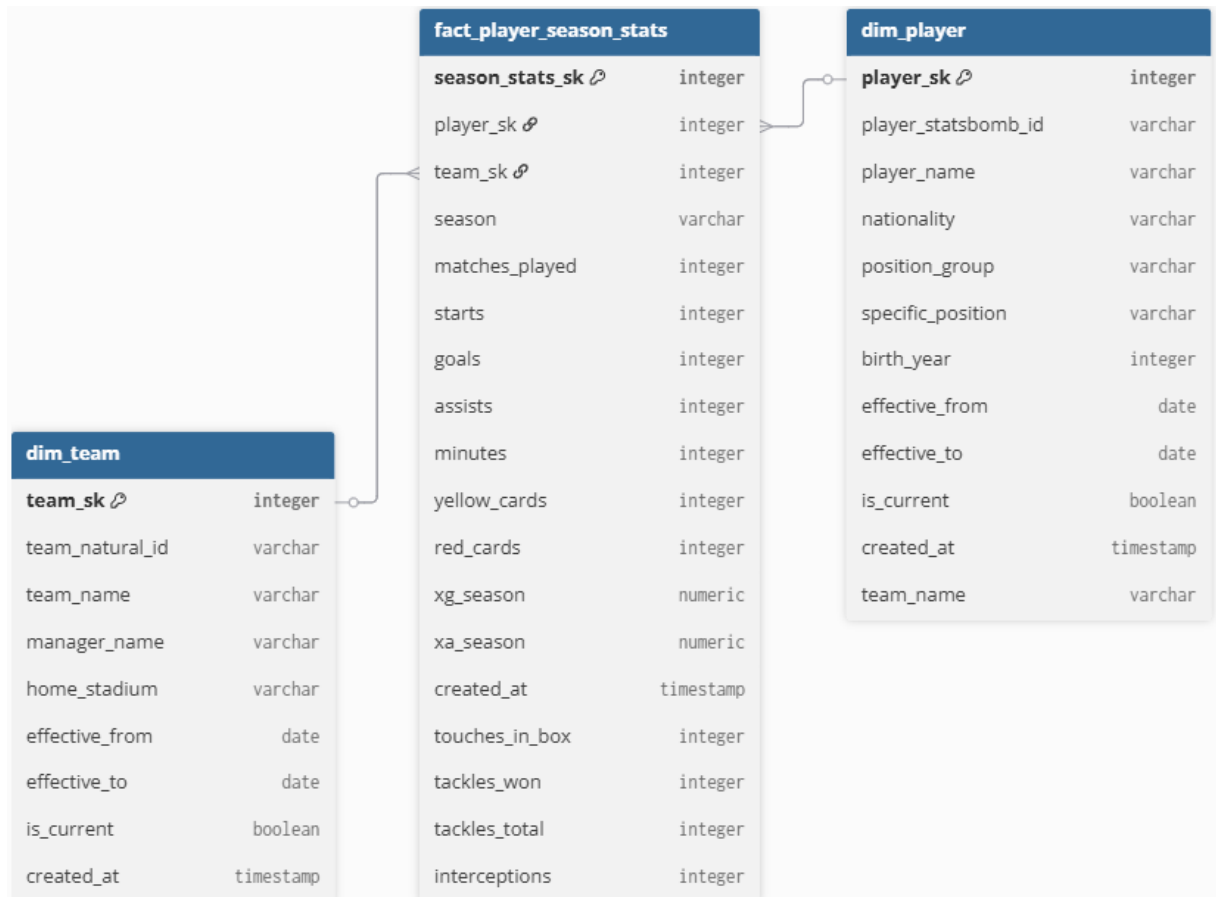 fact_player_season_stats
season_stats_sk integer
player_sk integer
team_sk integer
season varchar
matches_played integer
starts integer
goals integer
assists integer
minutes integer
yellow_cards integer
red_cards integer
xg_season numeric
xa_season numeric
created_at timestamp
touches_in_box integer
tackles_won integer
tackles_total integer
interceptions integer
dim_player
player_sk integer
player_statsbomb_id varchar
player_name varchar
nationality varchar
position_group varchar
specific_position varchar
birth_year integer
effective_from date
effective_to date
is_current boolean
created_at timestamp
team_name varchar
dim_team
team_sk integer
team_natural_id varchar
team_name varchar
manager_name varchar
home_stadium varchar
effective_from date
effective_to date
is_current boolean
created_at timestamp